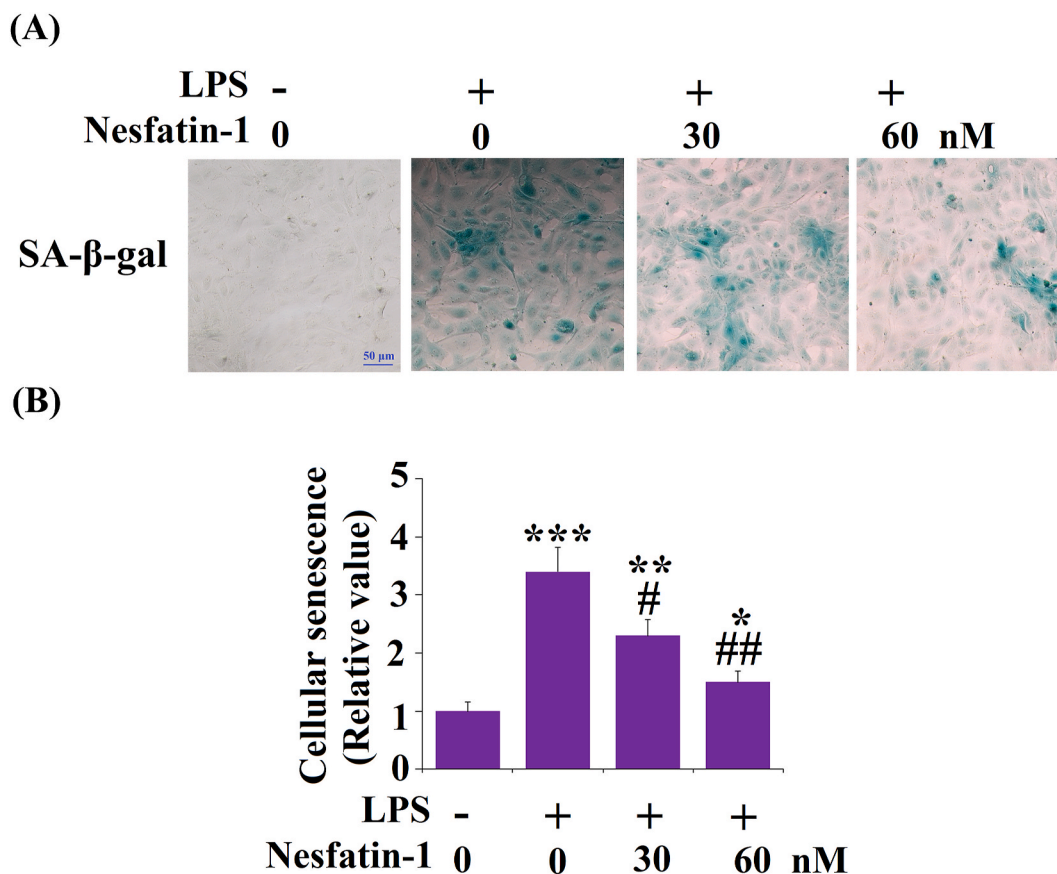 (A)
LPS - + + +
Nesfatin-1 0 0 30 60 nM
SA-β-gal
50 μm
(B)
Cellular senescence
(Relative value)
5
4
3
2
1
0
***
**
#
*
##
LPS - + + +
Nesfatin-1 0 0 30 60 nM